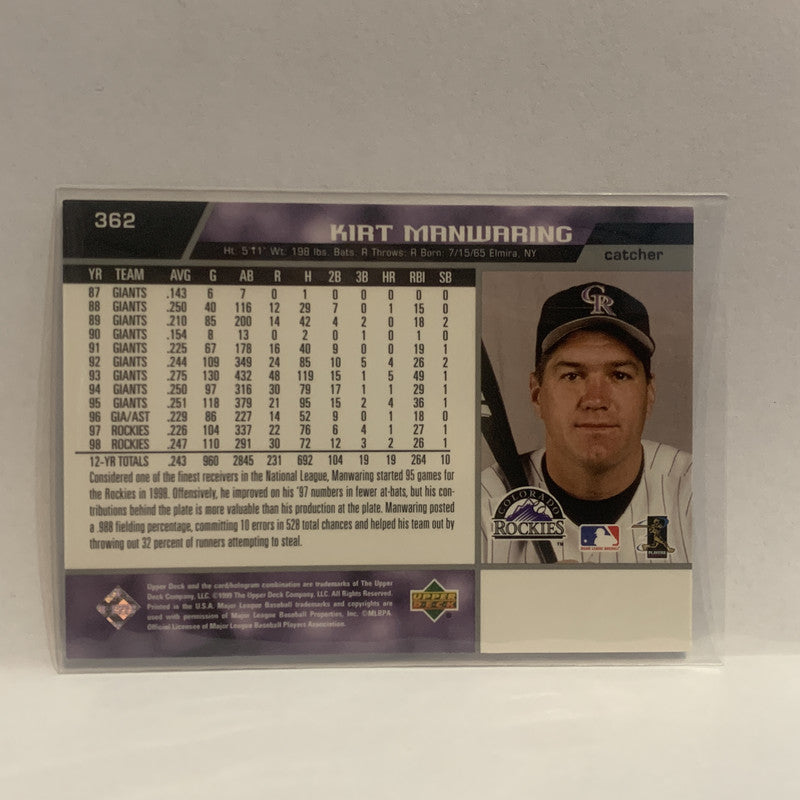 362
KIRT MANWARING
Ht: 5'11" Wt: 198 lbs. Bats: R Throws: R Born: 7/15/65 Elmira, NY
catcher
YR TEAM AVG G AB R H 2B 3B HR RBI SB
87 GIANTS .143 6 7 0 1 0 0 0 0 0
88 GIANTS .250 40 116 12 29 7 0 1 15 0
89 GIANTS .210 85 200 14 42 4 2 0 18 2
90 GIANTS .154 8 13 0 2 0 1 0 1 0
91 GIANTS .225 67 178 16 40 9 0 0 19 1
92 GIANTS .244 109 349 24 85 10 5 4 26 2
93 GIANTS .275 130 432 48 119 15 1 5 49 1
94 GIANTS .250 97 316 30 79 17 1 1 29 1
95 GIANTS .251 118 379 21 95 15 2 4 36 1
96 GIA/AST .229 86 227 14 52 9 0 1 18 0
97 ROCKIES .226 104 337 22 76 6 4 1 27 1
98 ROCKIES .247 110 291 30 72 12 3 2 26 1
12-YR TOTALS .243 960 2845 231 692 104 19 19 264 10
Considered one of the finest receivers in the National League, Manwaring started 95 games for
the Rockies in 1998. Offensively, he improved on his '97 numbers in fewer at-bats, but his con-
tributions behind the plate is more valuable than his production at the plate. Manwaring posted
a .988 fielding percentage, committing 10 errors in 528 total chances and helped his team out by
throwing out 32 percent of runners attempting to steal.
CR
COLORADO
ROCKIES
TM
MAJOR LEAGUE BASEBALL
PLAYERS
Upper Deck and the card/hologram combination are trademarks of The Upper
Deck Company, LLC. ©1999 The Upper Deck Company, LLC. All Rights Reserved.
Printed in the U.S.A. Major League Baseball trademarks and copyrights are
used with permission of Major League Baseball Properties, Inc. ©MLBPA
Official Licensee of Major League Baseball Players Association.
UPPER
DECK